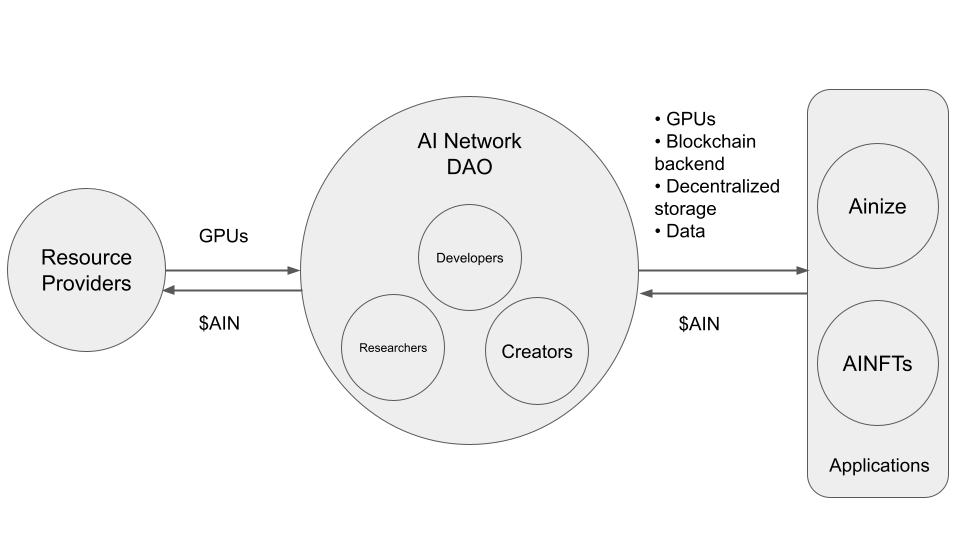 Resource
Providers
GPUs
$AIN
AI Network
DAO
Developers
Researchers
Creators
• GPUs
• Blockchain
backend
• Decentralized
storage
• Data
$AIN
Ainize
AINFTs
Applications